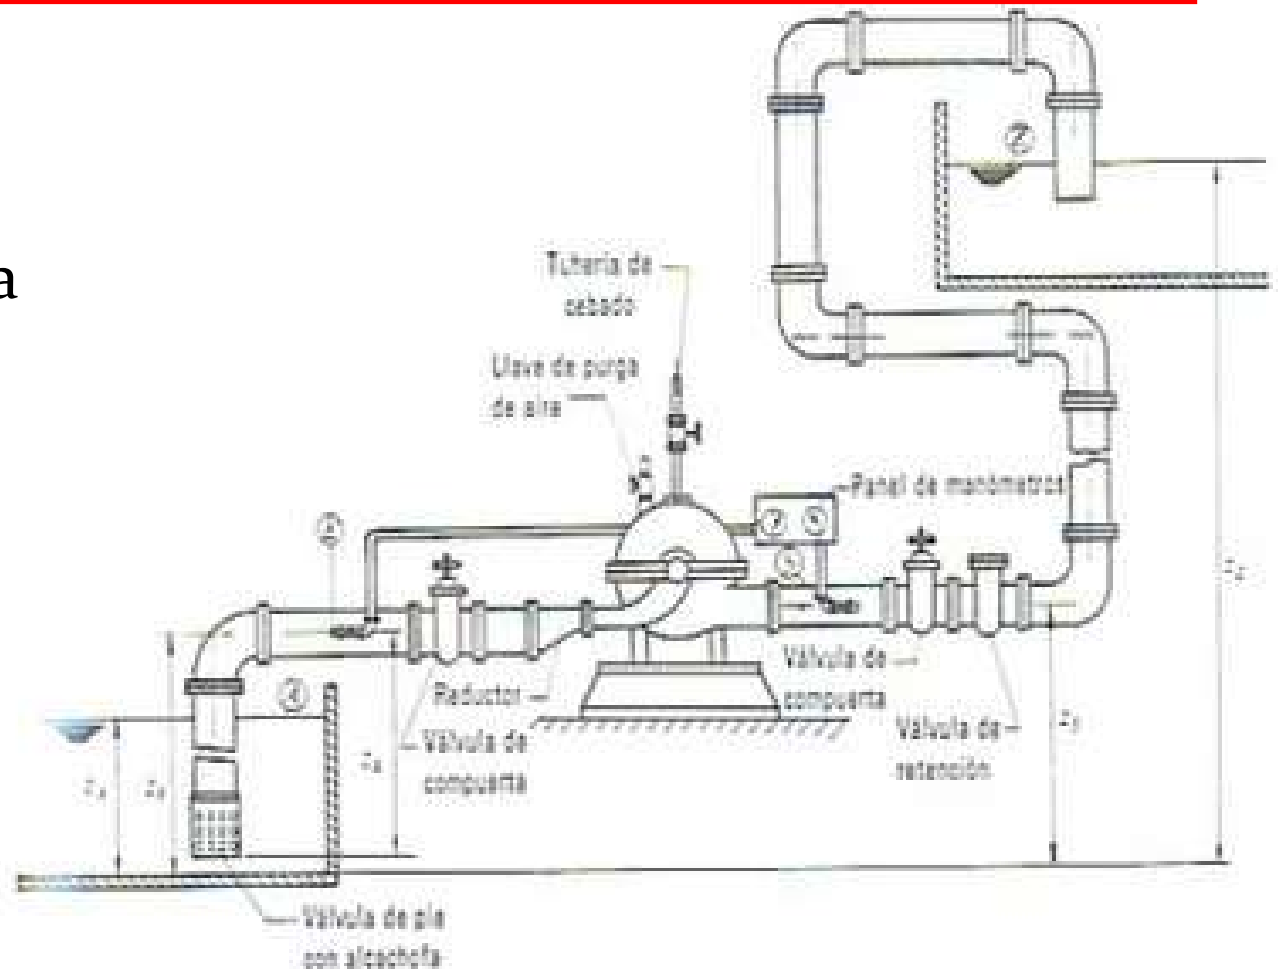 a
Tubería de
cebado
Llave de purga
de aire
Panel de manómetros
Z
Reductor
Válvula de
compuerta
Válvula de
compuerta
Válvula de
retención
Válvula de pie
con alcachofa